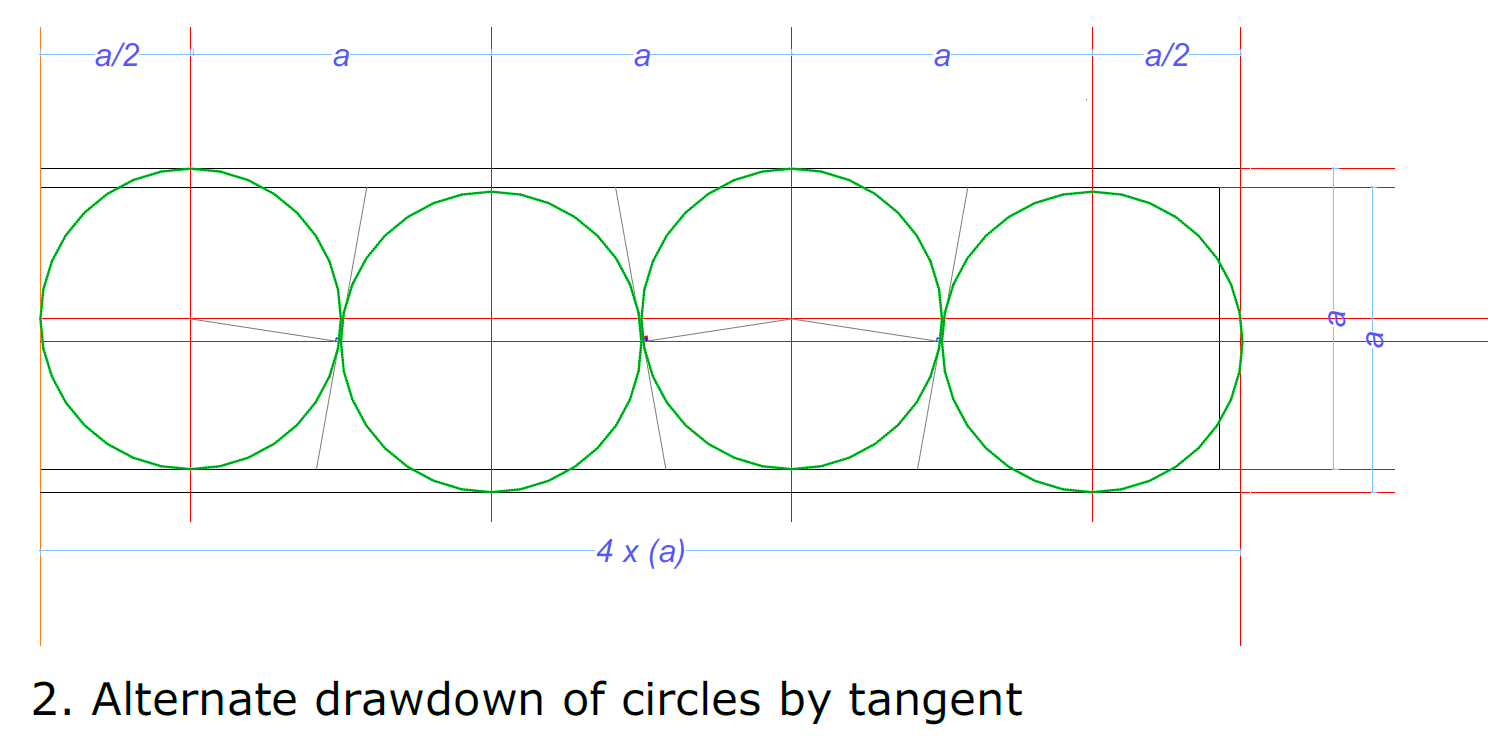 a/2 a a a a/2
a
a
4 x (a)
2. Alternate drawdown of circles by tangent